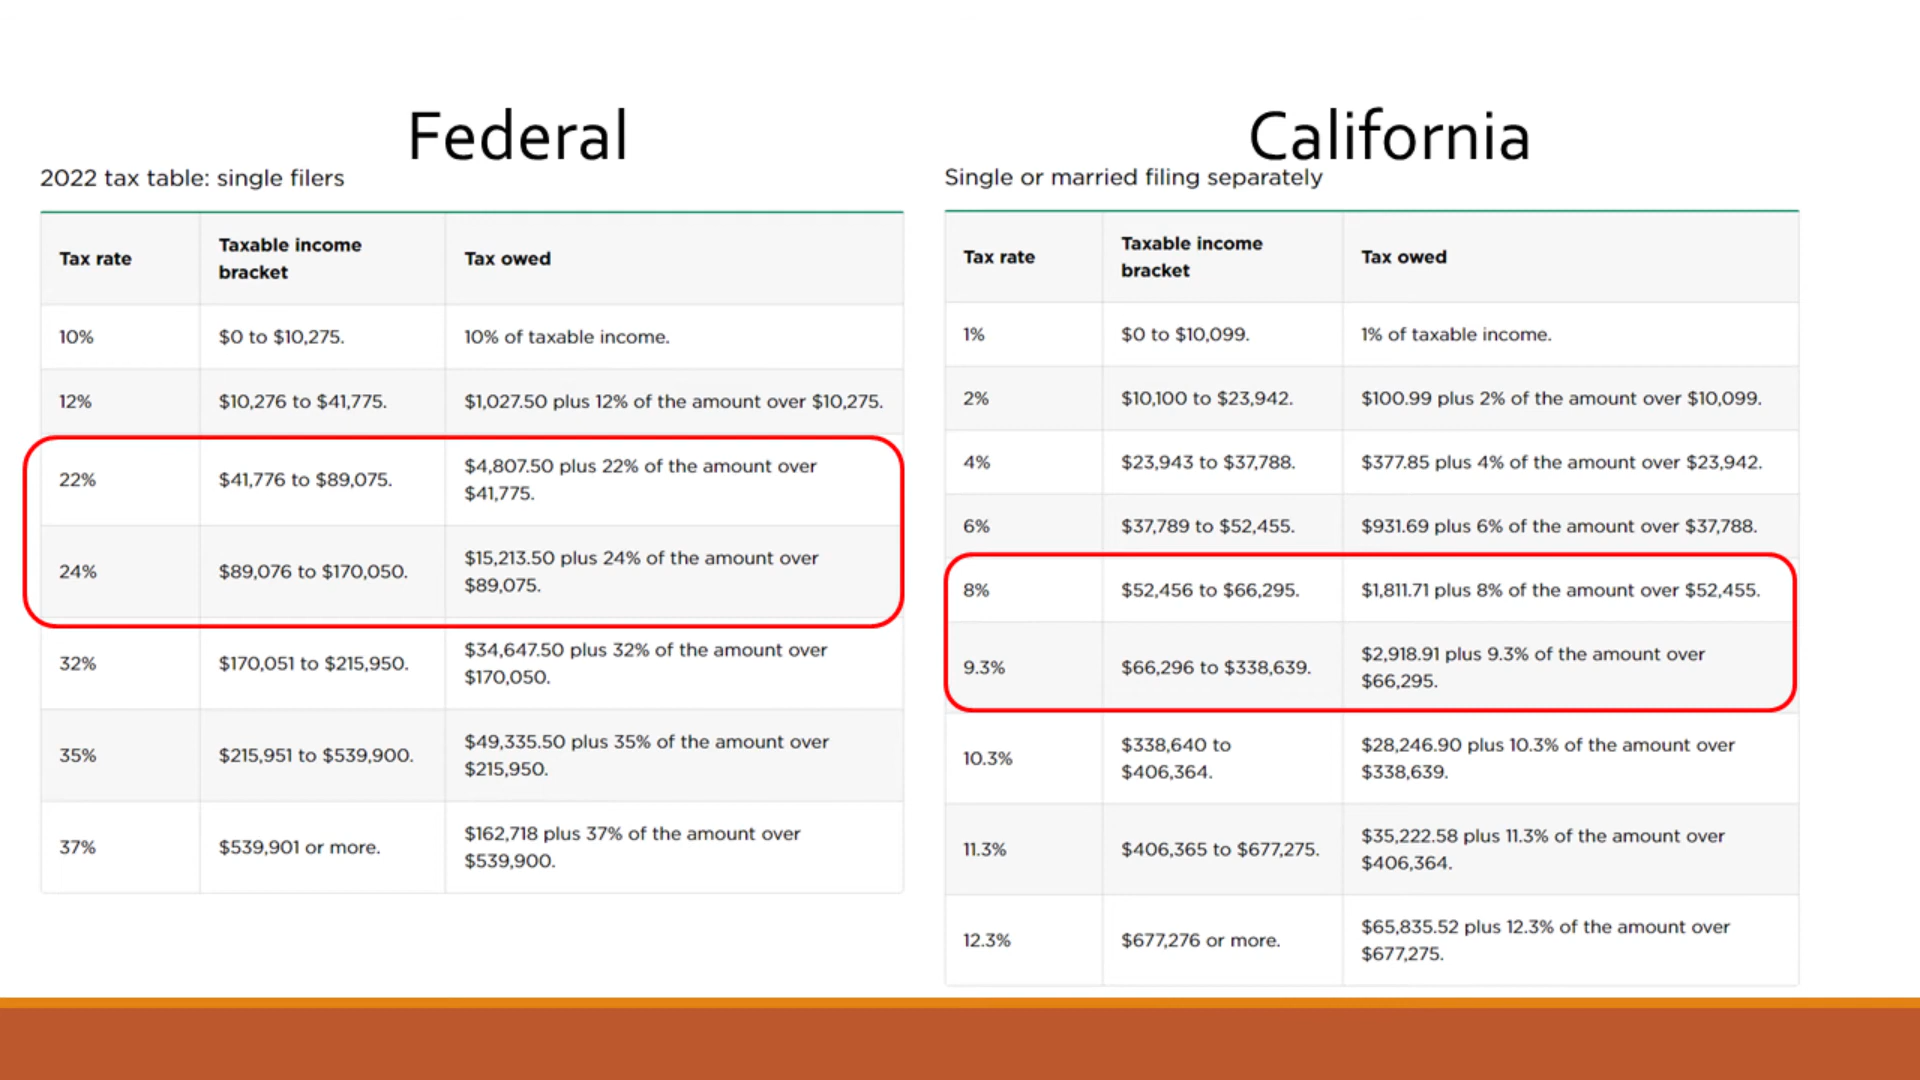 Federal
2022 tax table: single filers
Tax rate
Taxable income
bracket
Tax owed
10%
$0 to $10,275.
10% of taxable income.
12%
$10,276 to $41,775.
$1,027.50 plus 12% of the amount over $10,275.
22%
$41,776 to $89,075.
$4,807.50 plus 22% of the amount over
$41,775.
24%
$89,076 to $170,050.
$15,213.50 plus 24% of the amount over
$89,075.
32%
$170,051 to $215,950.
$34,647.50 plus 32% of the amount over
$170,050.
35%
$215,951 to $539,900.
$49,335.50 plus 35% of the amount over
$215,950.
37%
$539,901 or more.
$162,718 plus 37% of the amount over
$539,900.
California
Single or married filing separately
Tax rate
Taxable income
bracket
Tax owed
1%
$0 to $10,099.
1% of taxable income.
2%
$10,100 to $23,942.
$100.99 plus 2% of the amount over $10,099.
4%
$23,943 to $37,788.
$377.85 plus 4% of the amount over $23,942.
6%
$37,789 to $52,455.
$931.69 plus 6% of the amount over $37,788.
8%
$52,456 to $66,295.
$1,811.71 plus 8% of the amount over $52,455.
9.3%
$66,296 to $338,639.
$2,918.91 plus 9.3% of the amount over
$66,295.
10.3%
$338,640 to
$406,364.
$28,246.90 plus 10.3% of the amount over
$338,639.
11.3%
$406,365 to $677,275.
$35,222.58 plus 11.3% of the amount over
$406,364.
12.3%
$677,276 or more.
$65,835.52 plus 12.3% of the amount over
$677,275.